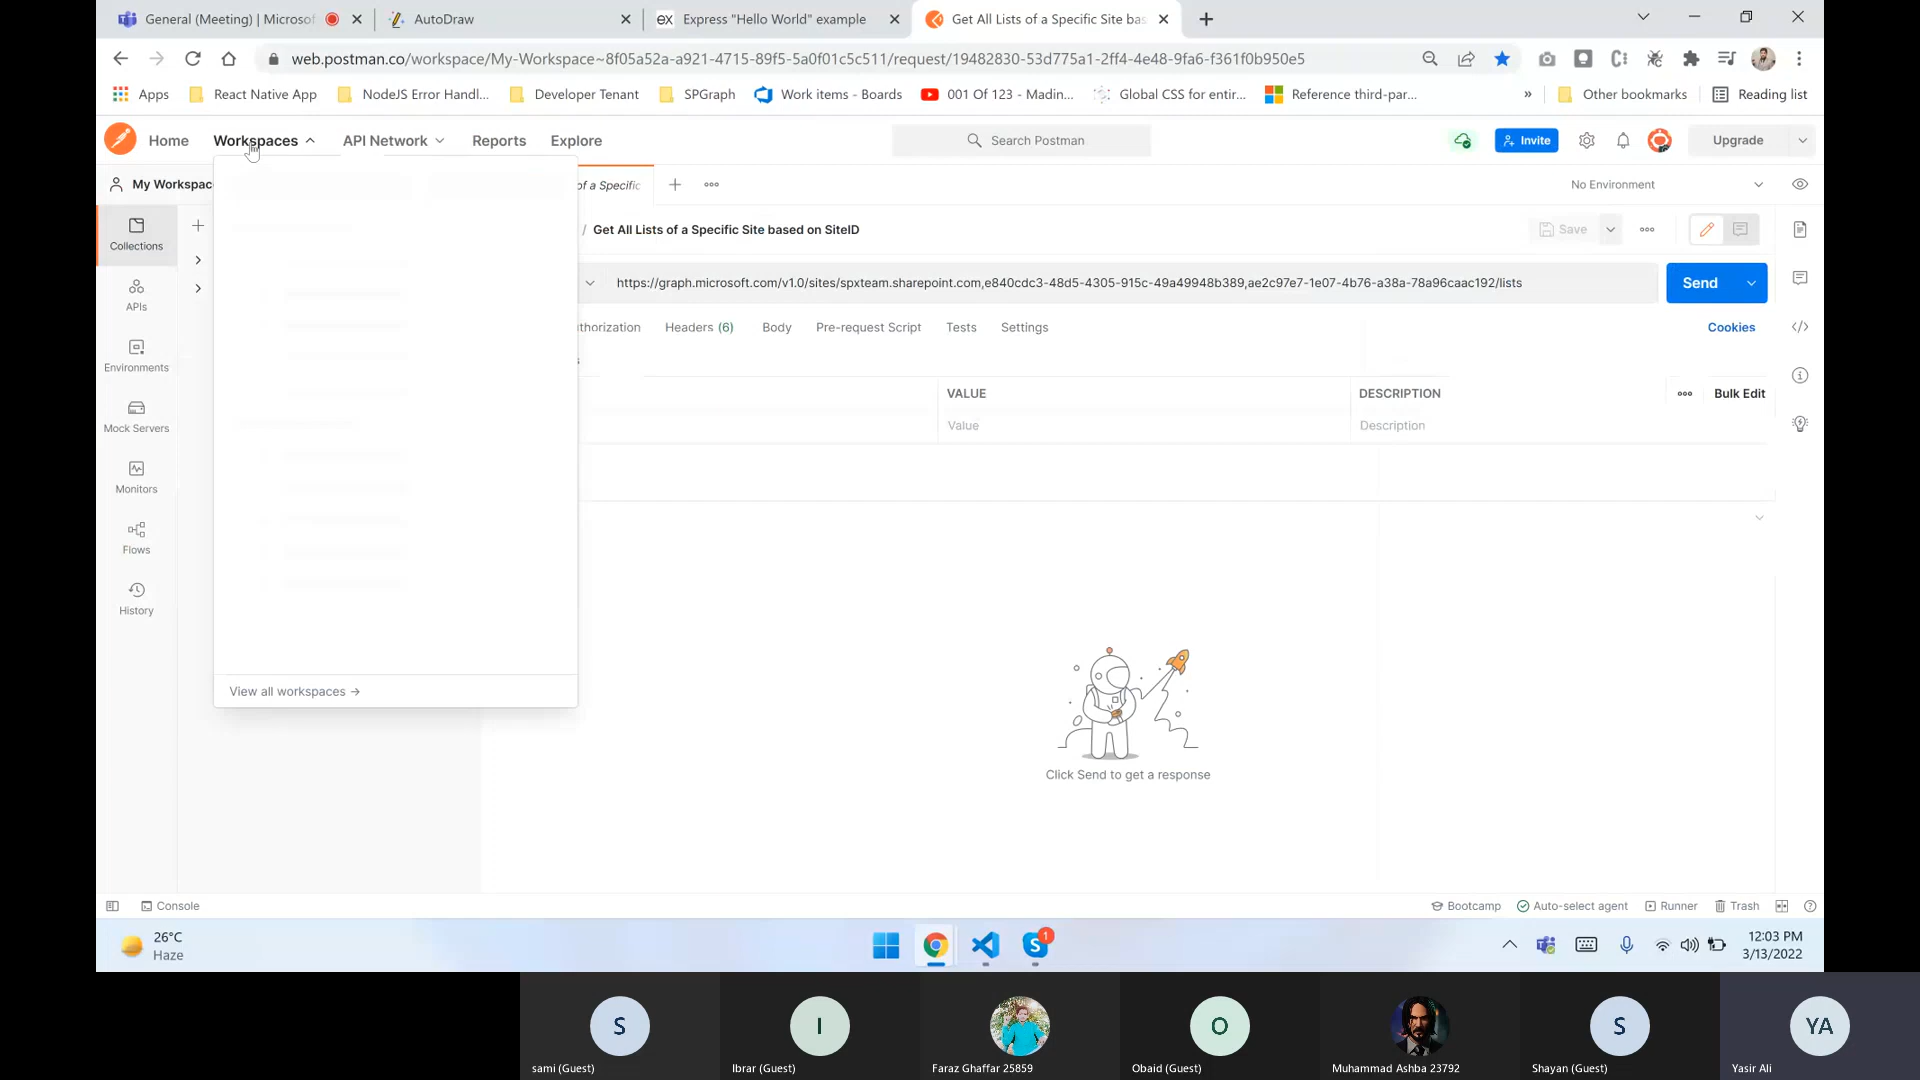 General (Meeting) | Microsof
AutoDraw
EX Express "Hello World" example
Get All Lists of a Specific Site bas
web.postman.co/workspace/My-Workspace~8f05a52a-a921-4715-89f5-5a0f01c5c511/request/19482830-53d775a1-2ff4-4e48-9fa6-f361f0b950e5
Apps
React Native App
NodeJS Error Handl...
Developer Tenant
SPGraph
Work items - Boards
001 Of 123 - Madin...
Global CSS for entir...
Reference third-par...
»
Other bookmarks
Reading list
Home
Workspaces
API Network
Reports
Explore
Search Postman
Invite
Upgrade
My Workspac
of a Specific
No Environment
Collections
/ Get All Lists of a Specific Site based on SiteID
Save
https://graph.microsoft.com/v1.0/sites/spxteam.sharepoint.com,e840cdc3-48d5-4305-915c-49a49948b389,ae2c97e7-1e07-4b76-a38a-78a96caac192/lists
Send
APIs
thorization
Headers (6)
Body
Pre-request Script
Tests
Settings
Cookies
Environments
s
VALUE
DESCRIPTION
Bulk Edit
Value
Description
Mock Servers
Monitors
Flows
History
View all workspaces →
Click Send to get a response
Console
Bootcamp
Auto-select agent
Runner
Trash
26°C
Haze
1
12:03 PM
3/13/2022
S
I
O
S
YA
sami (Guest)
Ibrar (Guest)
Faraz Ghaffar 25859
Obaid (Guest)
Muhammad Ashba 23792
Shayan (Guest)
Yasir Ali